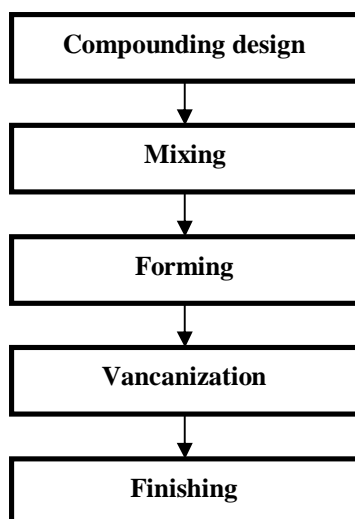 Compounding design
Mixing
Forming
Vancanization
Finishing